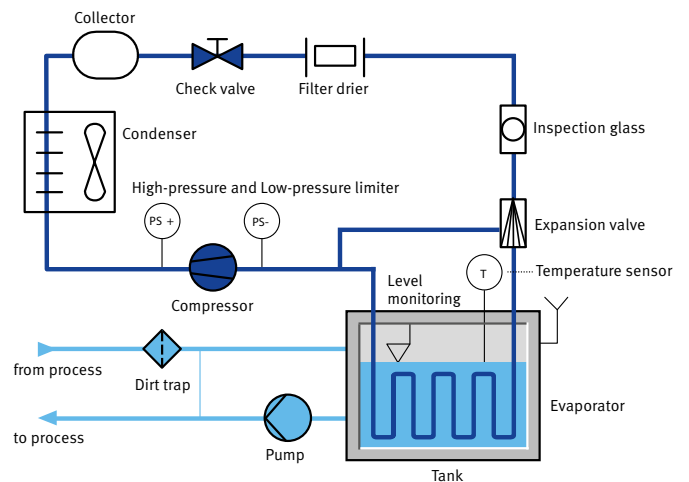 Collector
Check valve
Filter drier
Condenser
Inspection glass
High-pressure and Low-pressure limiter
PS +
PS-
Expansion valve
Compressor
Level
monitoring
T
Temperature sensor
from process
Dirt trap
to process
Pump
Evaporator
Tank